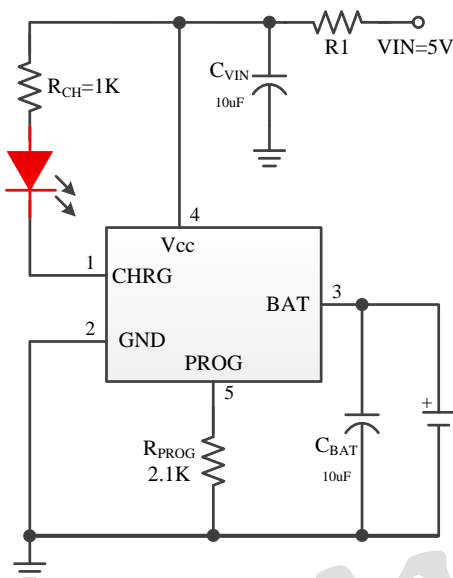 R1
VIN=5V
CVIN
10uF
RCH=1K
4
Vcc
1
CHRG
3
BAT
2
GND
PROG
5
+
RPROG
2.1K
CBAT
10uF